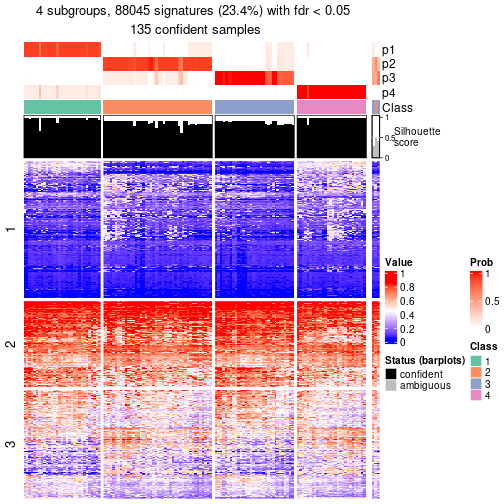 4 subgroups, 88045 signatures (23.4%) with fdr < 0.05
135 confident samples
p1
p2
p3
p4
Class
1
0.5
0
Silhouette
score
1
2
3
Value
1
0.8
0.6
0.4
0.2
0
Status (barplots)
confident
ambiguous
Prob
1
0.5
0
Class
1
2
3
4